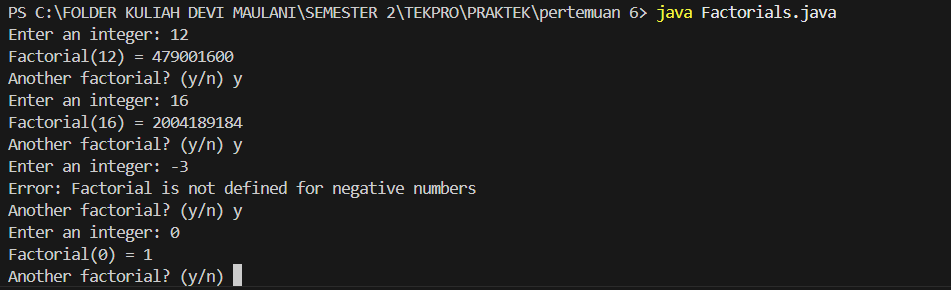 PS C:\FOLDER KULIAH DEVI MAULANI\SEMESTER 2\TEKPRO\PRAKTEK\pertemuan 6> java Factorials.java
Enter an integer: 12
Factorial(12) = 479001600
Another factorial? (y/n) y
Enter an integer: 16
Factorial(16) = 2004189184
Another factorial? (y/n) y
Enter an integer: -3
Error: Factorial is not defined for negative numbers
Another factorial? (y/n) y
Enter an integer: 0
Factorial(0) = 1
Another factorial? (y/n)